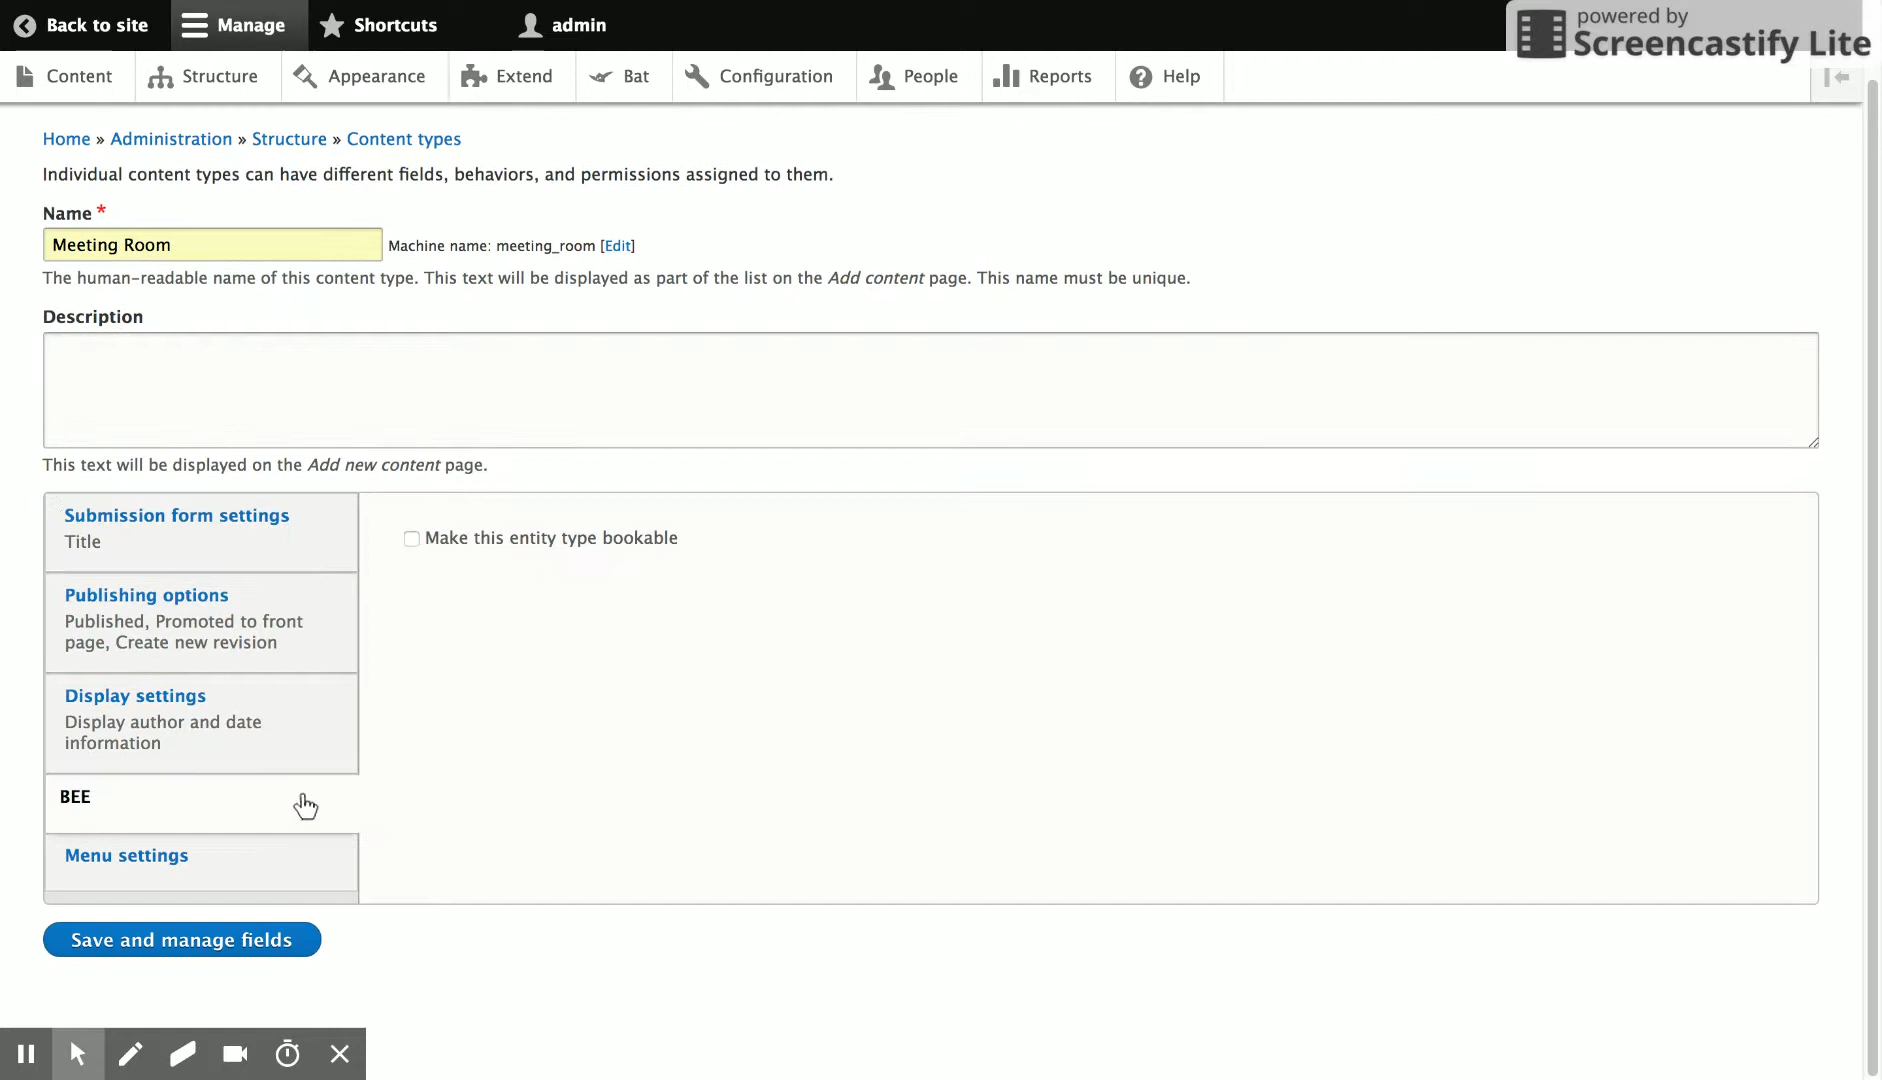 Back to site
Manage
Shortcuts
admin
powered by
Screencastify Lite
Content
Structure
Appearance
Extend
Bat
Configuration
People
Reports
Help
Home » Administration » Structure » Content types
Individual content types can have different fields, behaviors, and permissions assigned to them.
Name *
Meeting Room
Machine name: meeting_room [Edit]
The human-readable name of this content type. This text will be displayed as part of the list on the Add content page. This name must be unique.
Description
This text will be displayed on the Add new content page.
Submission form settings
Title
Make this entity type bookable
Publishing options
Published, Promoted to front
page, Create new revision
Display settings
Display author and date
information
BEE
Menu settings
Save and manage fields